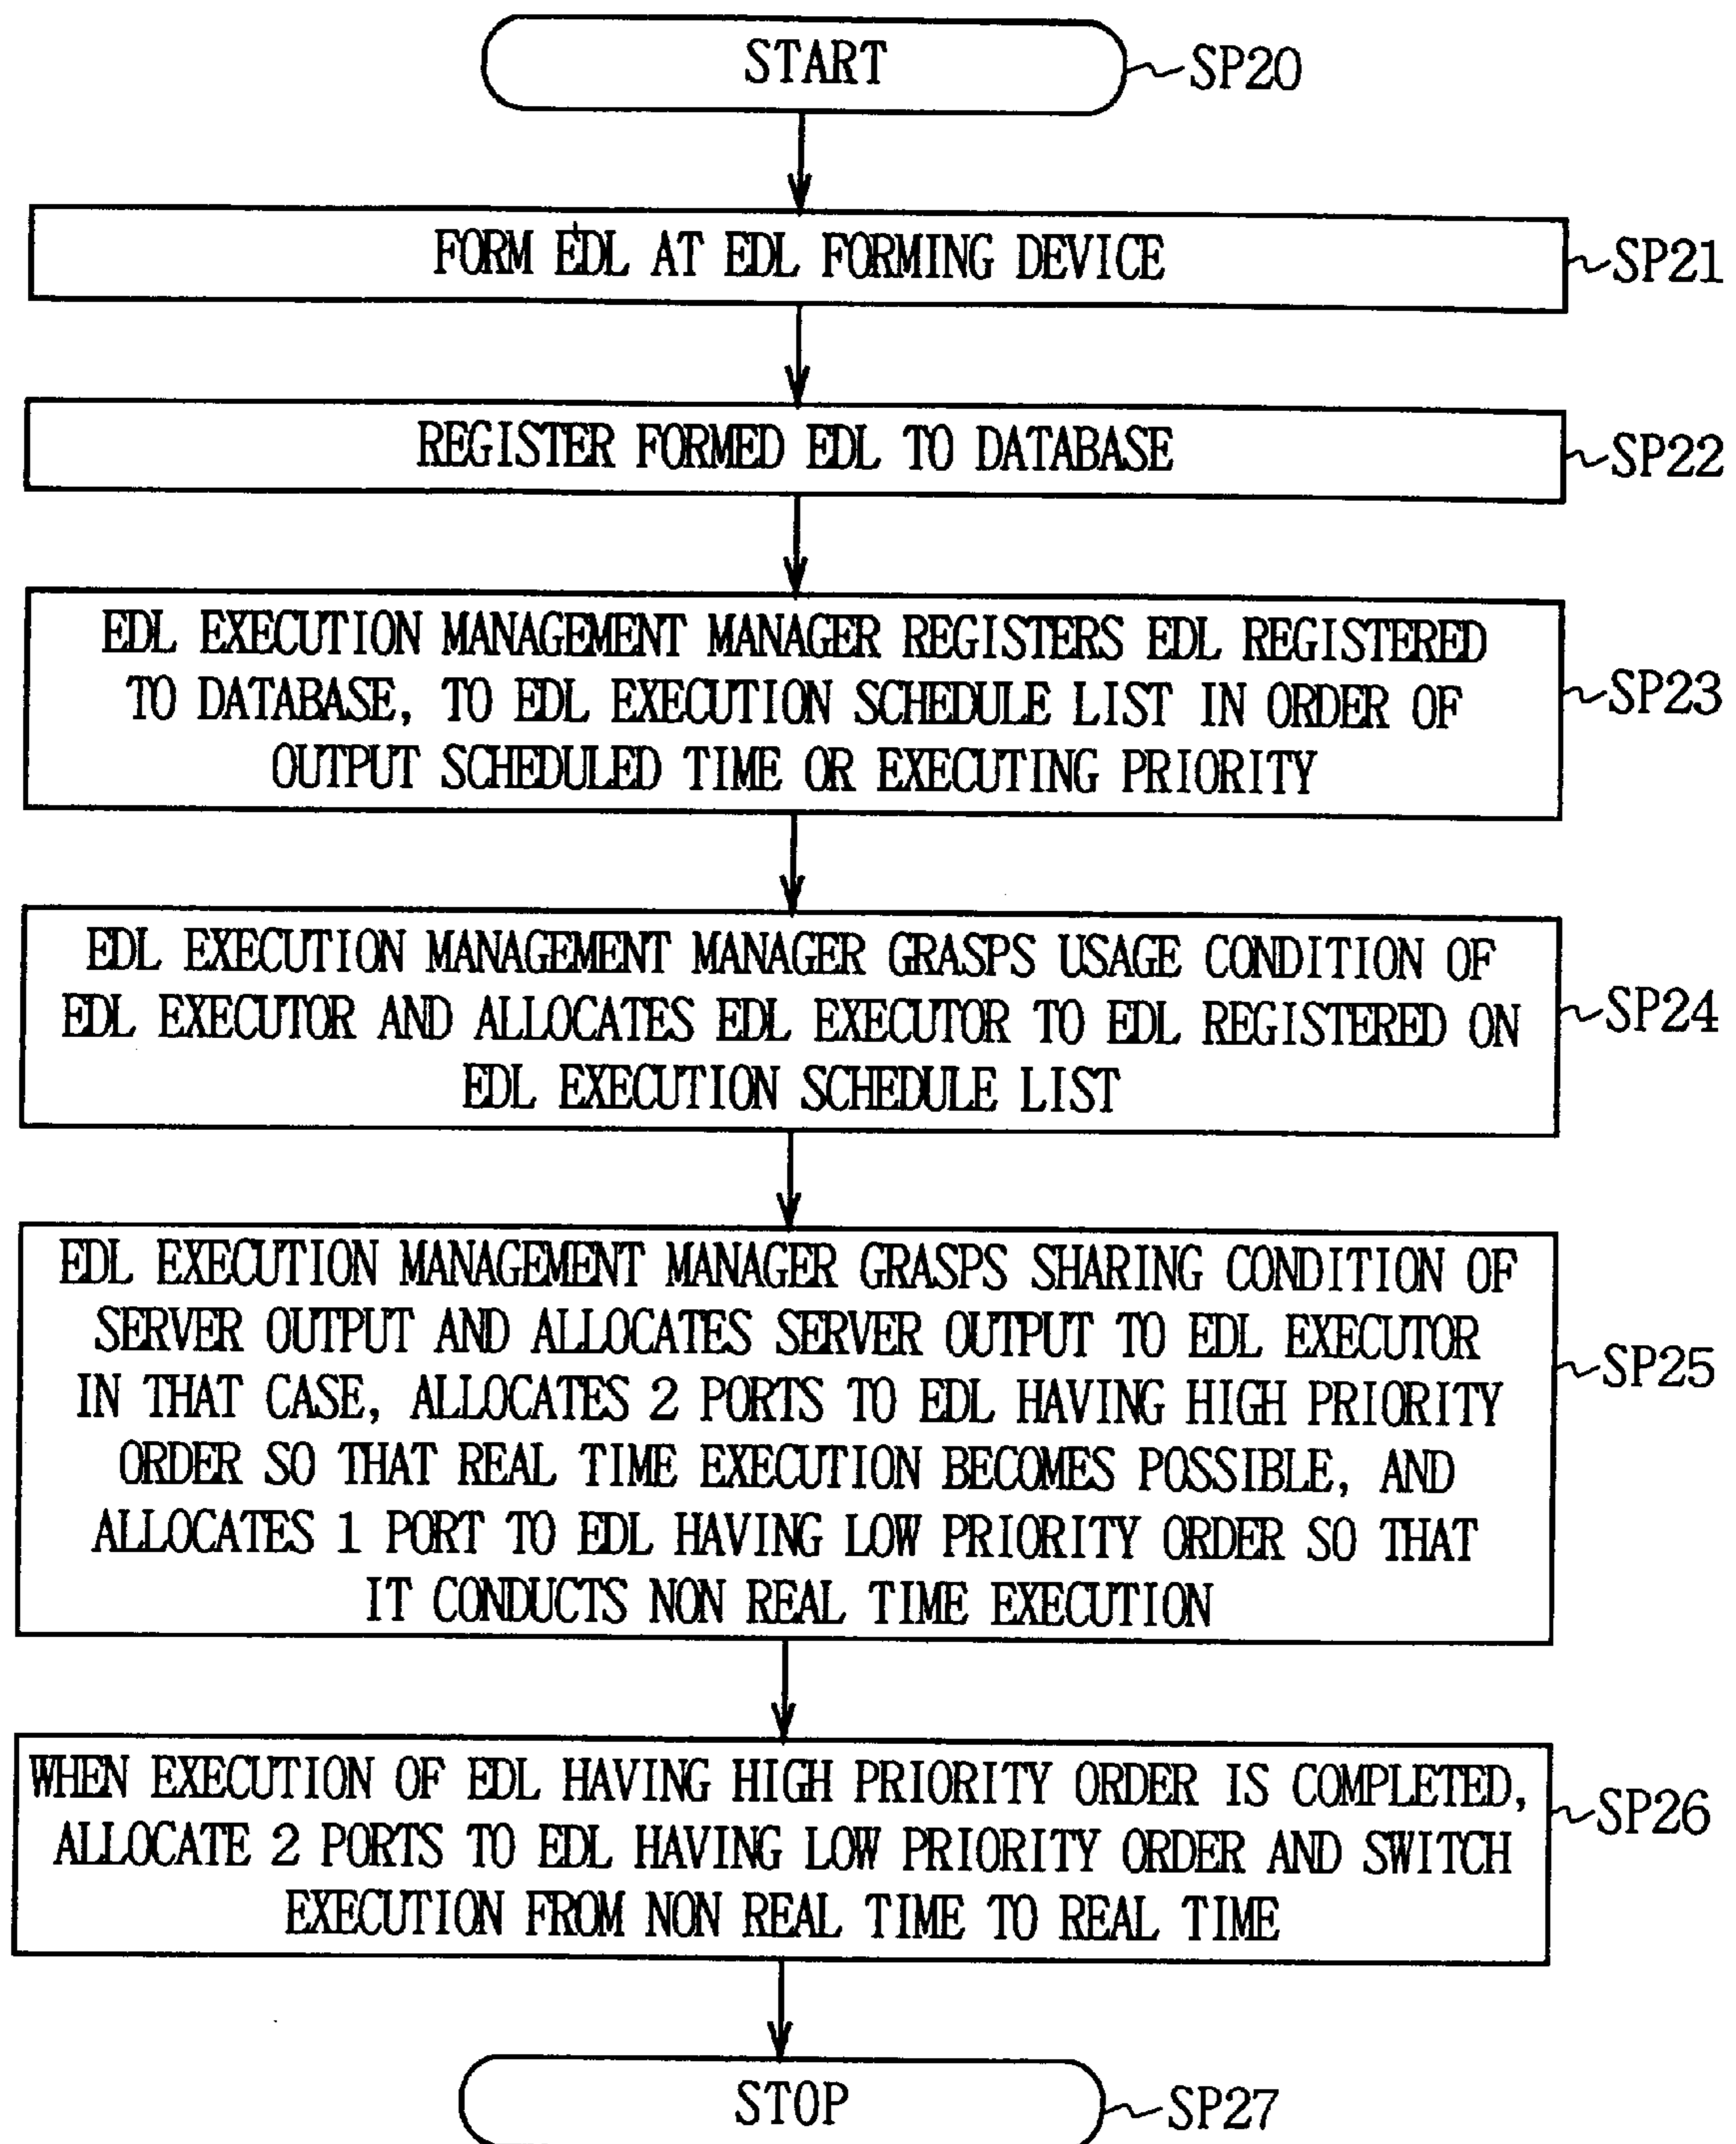 START
SP20
FORM EDL AT EDL FORMING DEVICE
SP21
REGISTER FORMED EDL TO DATABASE
SP22
EDL EXECUTION MANAGEMENT MANAGER REGISTERS EDL REGISTERED
TO DATABASE, TO EDL EXECUTION SCHEDULE LIST IN ORDER OF
OUTPUT SCHEDULED TIME OR EXECUTING PRIORITY
SP23
EDL EXECUTION MANAGEMENT MANAGER GRASPS USAGE CONDITION OF
EDL EXECUTOR AND ALLOCATES EDL EXECUTOR TO EDL REGISTERED ON
EDL EXECUTION SCHEDULE LIST
SP24
EDL EXECUTION MANAGEMENT MANAGER GRASPS SHARING CONDITION OF
SERVER OUTPUT AND ALLOCATES SERVER OUTPUT TO EDL EXECUTOR
IN THAT CASE, ALLOCATES 2 PORTS TO EDL HAVING HIGH PRIORITY
ORDER SO THAT REAL TIME EXECUTION BECOMES POSSIBLE, AND
ALLOCATES 1 PORT TO EDL HAVING LOW PRIORITY ORDER SO THAT
IT CONDUCTS NON REAL TIME EXECUTION
SP25
WHEN EXECUTION OF EDL HAVING HIGH PRIORITY ORDER IS COMPLETED,
ALLOCATE 2 PORTS TO EDL HAVING LOW PRIORITY ORDER AND SWITCH
EXECUTION FROM NON REAL TIME TO REAL TIME
SP26
STOP
SP27